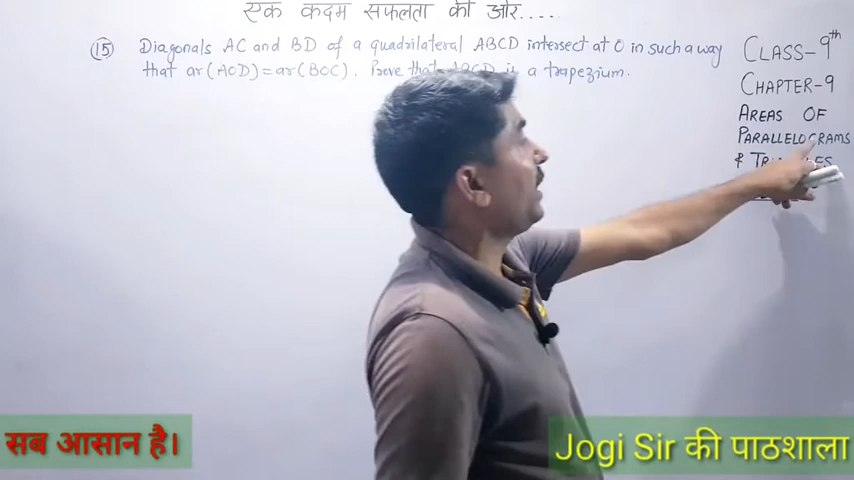 एक कदम सफलता की ओर....
(15) Diagonals AC and BD of a quadrilateral ABCD intersect at O in such a way
that ar(AOD)=ar(BOC). Prove that ABCD is a trapezium.
CLASS-9th
CHAPTER-9
AREAS OF
PARALLELOGRAMS
&
सब आसान है।
Jogi Sir की पाठशाला